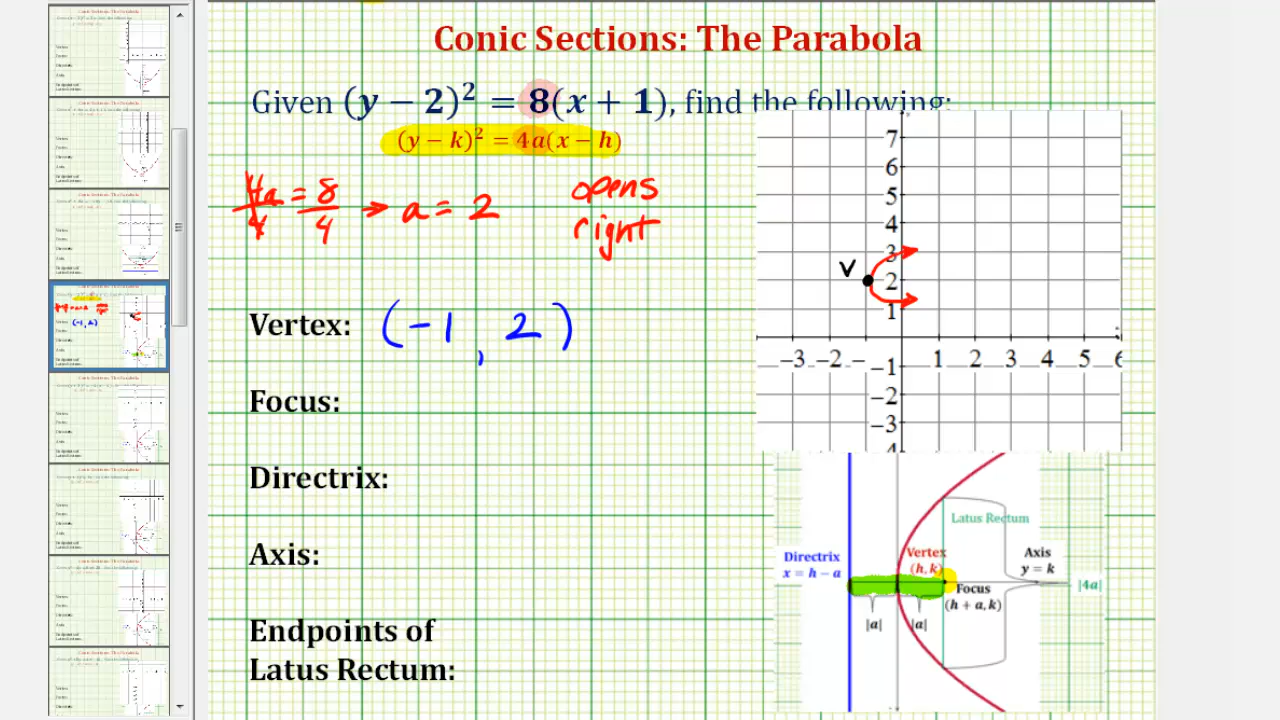 Conic Sections: The Parabola
Given (y − 2)² = 8(x + 1), find the following:
(y − k)² = 4a(x − h)
4a/4 = 8/4 → a = 2
opens
right
Vertex: (−1, 2)
Focus:
Directrix:
Axis:
Endpoints of
Latus Rectum:
7
6
5
4
3
V
2
1
−3 −2 − 1 2 3 4 5 6
−1
−2
−3
4
Latus Rectum
Directrix
x = h − a
Vertex
(h, k)
Axis
y = k
Focus
(h + a, k)
|4a|
|a| |a|